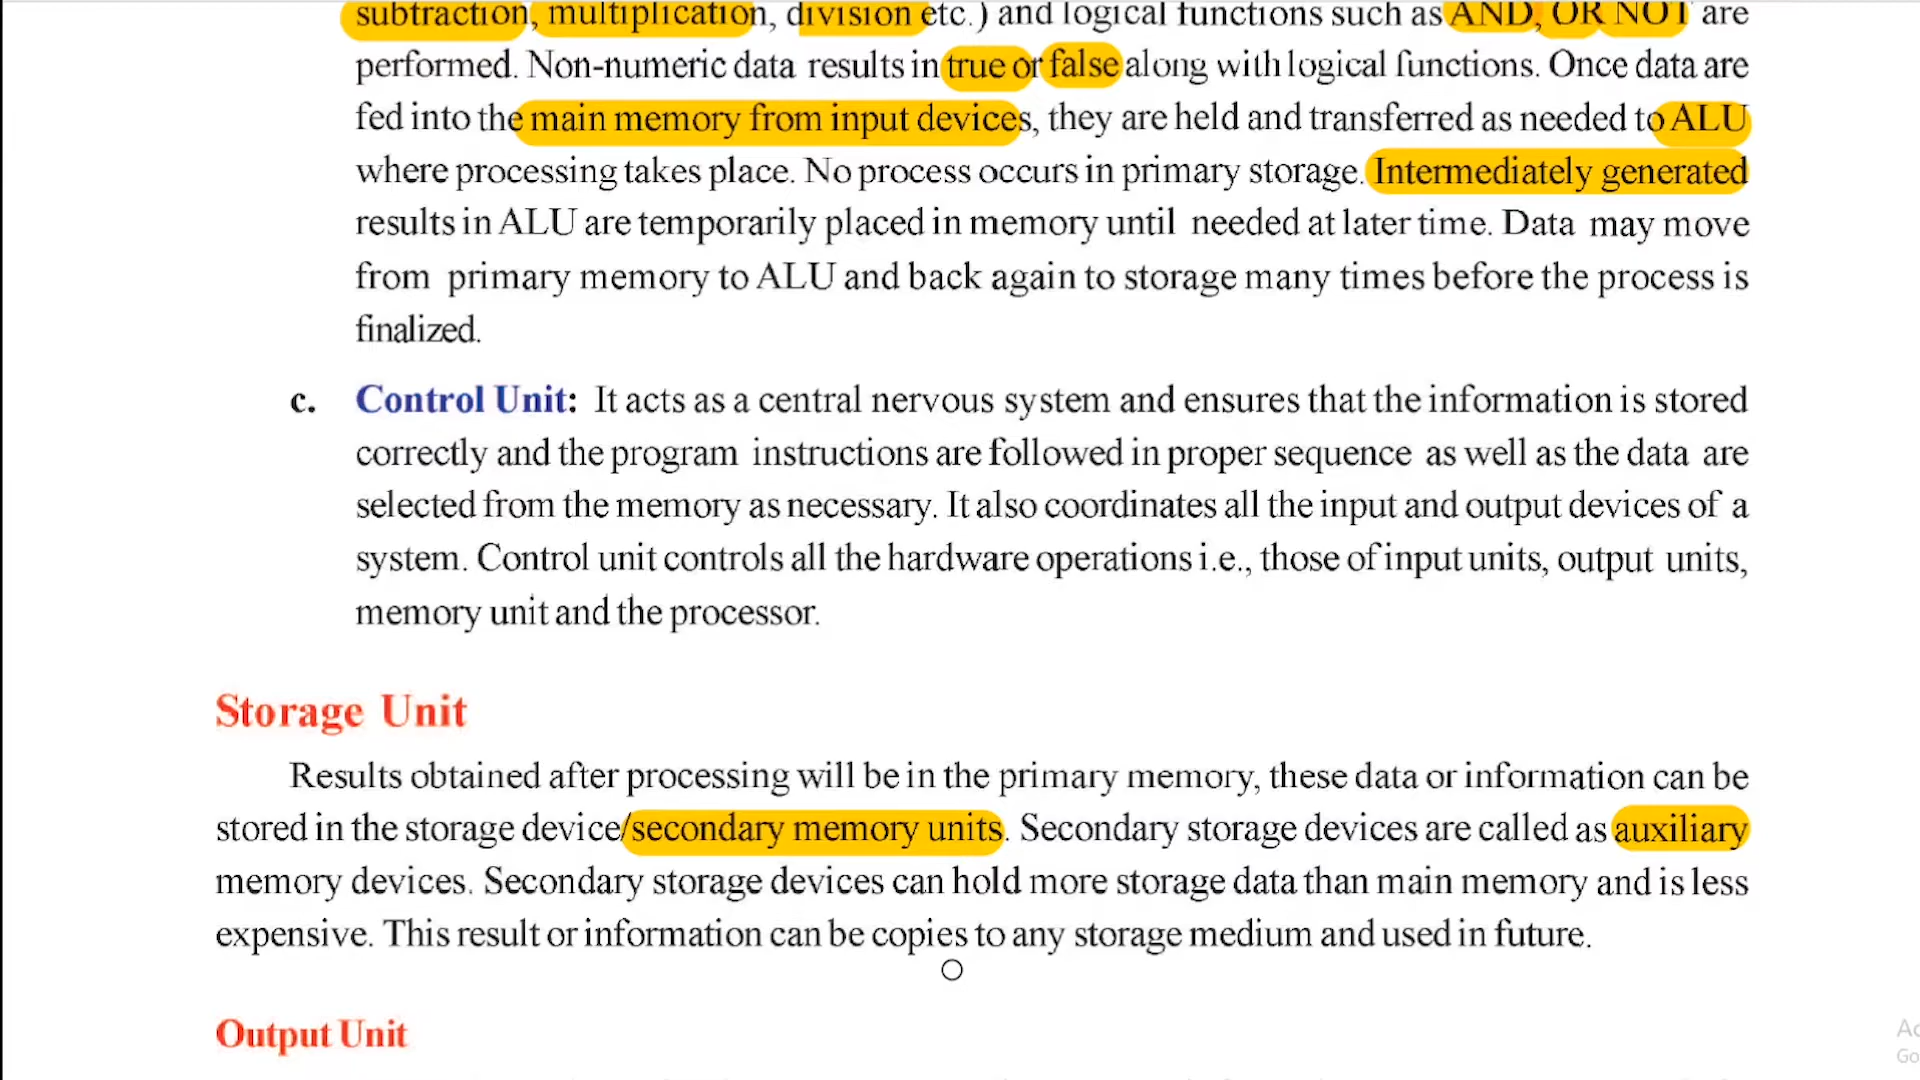 subtraction, multiplication, division etc.) and logical functions such as AND, OR NOT are
performed. Non-numeric data results in true or false along with logical functions. Once data are
fed into the main memory from input devices, they are held and transferred as needed to ALU
where processing takes place. No process occurs in primary storage. Intermediately generated
results in ALU are temporarily placed in memory until needed at later time. Data may move
from primary memory to ALU and back again to storage many times before the process is
finalized.
c. Control Unit: It acts as a central nervous system and ensures that the information is stored
correctly and the program instructions are followed in proper sequence as well as the data are
selected from the memory as necessary. It also coordinates all the input and output devices of a
system. Control unit controls all the hardware operations i.e., those of input units, output units,
memory unit and the processor.
Storage Unit
Results obtained after processing will be in the primary memory, these data or information can be
stored in the storage device/secondary memory units. Secondary storage devices are called as auxiliary
memory devices. Secondary storage devices can hold more storage data than main memory and is less
expensive. This result or information can be copies to any storage medium and used in future.
Output Unit